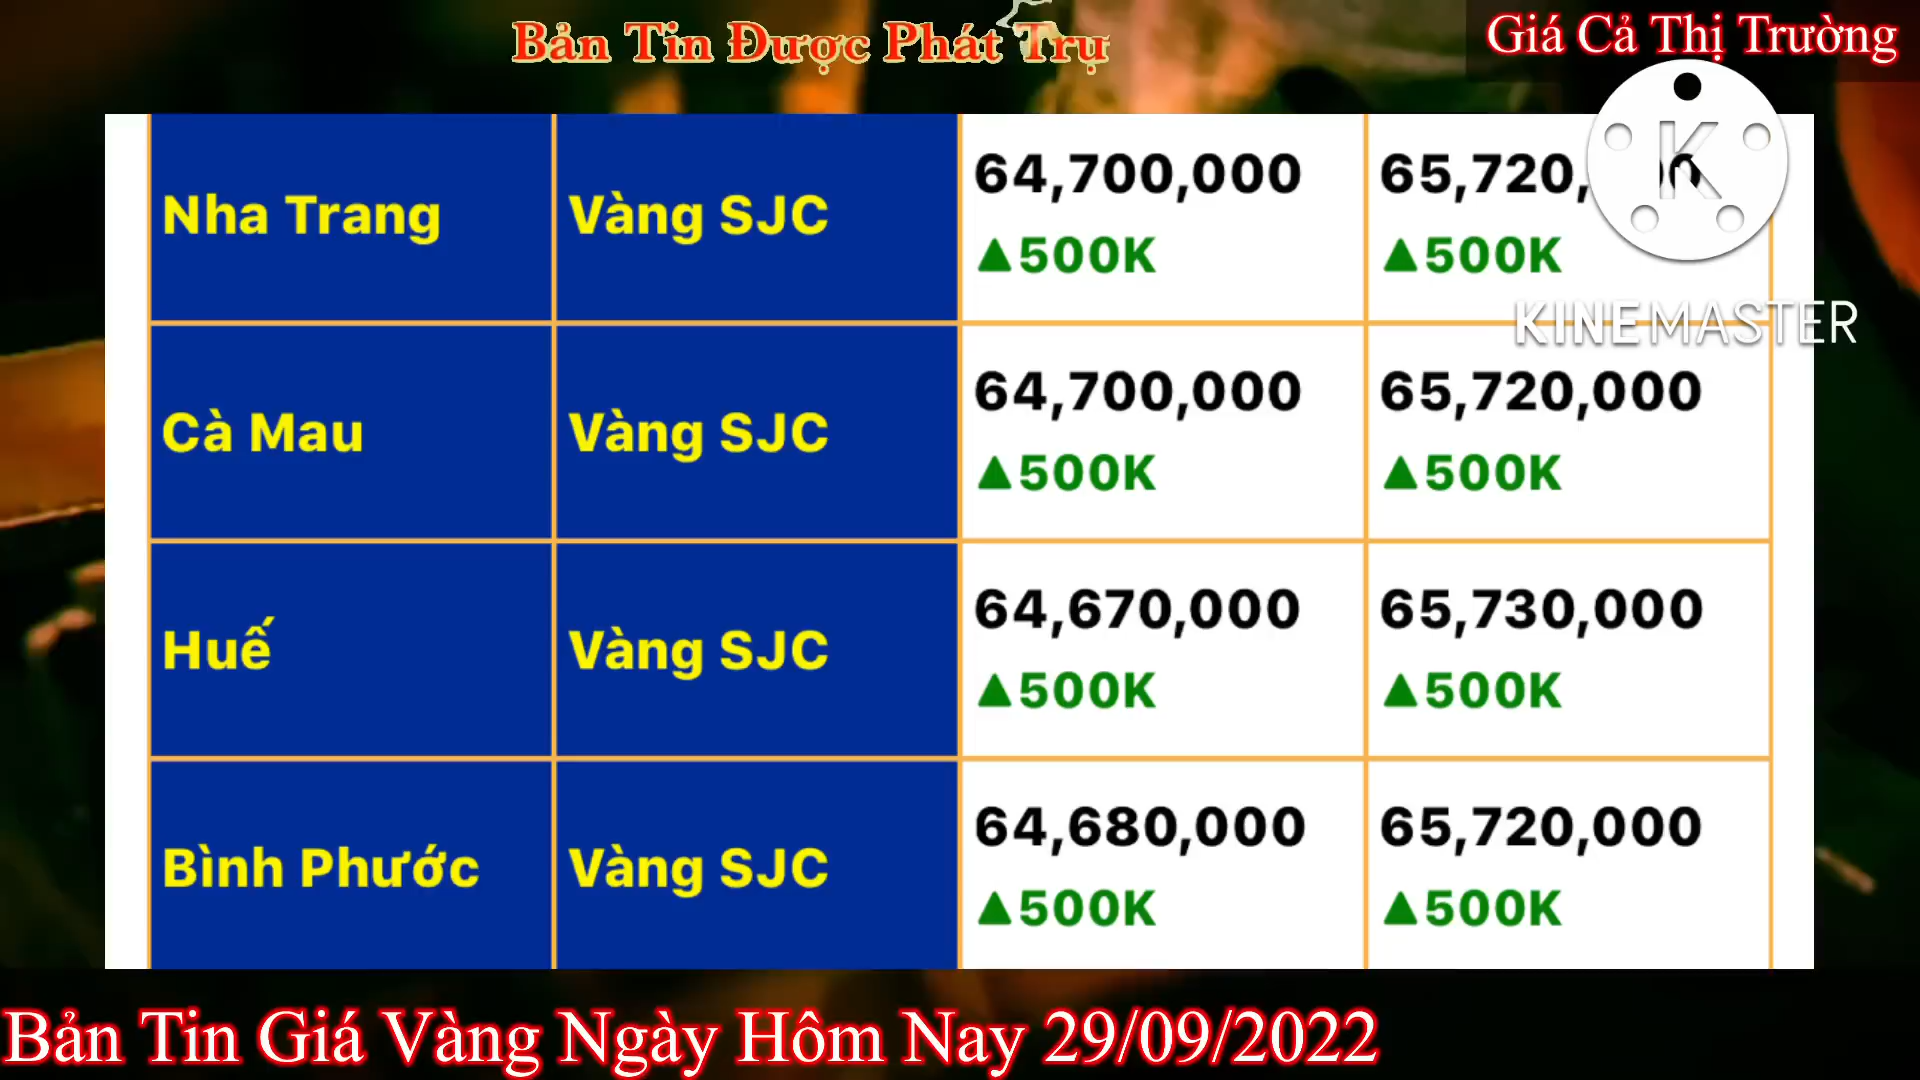 Bản Tin Được Phát Trụ
Giá Cả Thị Trường
Nha Trang
Vàng SJC
64,700,000
▲500K
65,720,
▲500K
K
KINEMASTER
Cà Mau
Vàng SJC
64,700,000
▲500K
65,720,000
▲500K
Huế
Vàng SJC
64,670,000
▲500K
65,730,000
▲500K
Bình Phước
Vàng SJC
64,680,000
▲500K
65,720,000
▲500K
Bản Tin Giá Vàng Ngày Hôm Nay 29/09/2022